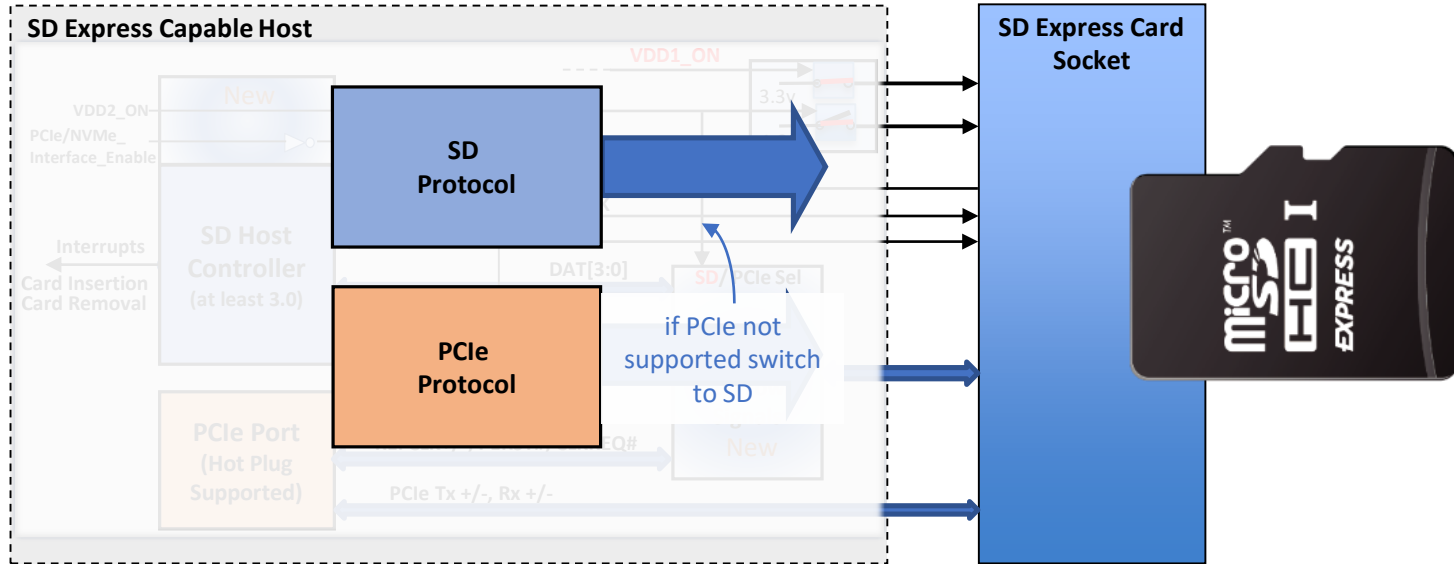 SD Express Capable Host
SD Express Card
Socket
VDD1_ON
New
3.3v
VDD2_ON
PCIe/NVMe_
Interface_Enable
SD
Protocol
SD Host
Controller
(at least 3.0)
Interrupts
Card Insertion
Card Removal
DAT[3:0]
SD/PCIe Sel
if PCIe not
supported switch
to SD
PCIe
Protocol
New
PCIe Port
(Hot Plug
Supported)
PCIe Tx +/-, Rx +/-
micro
SD
HC I
EXPRESS
TM